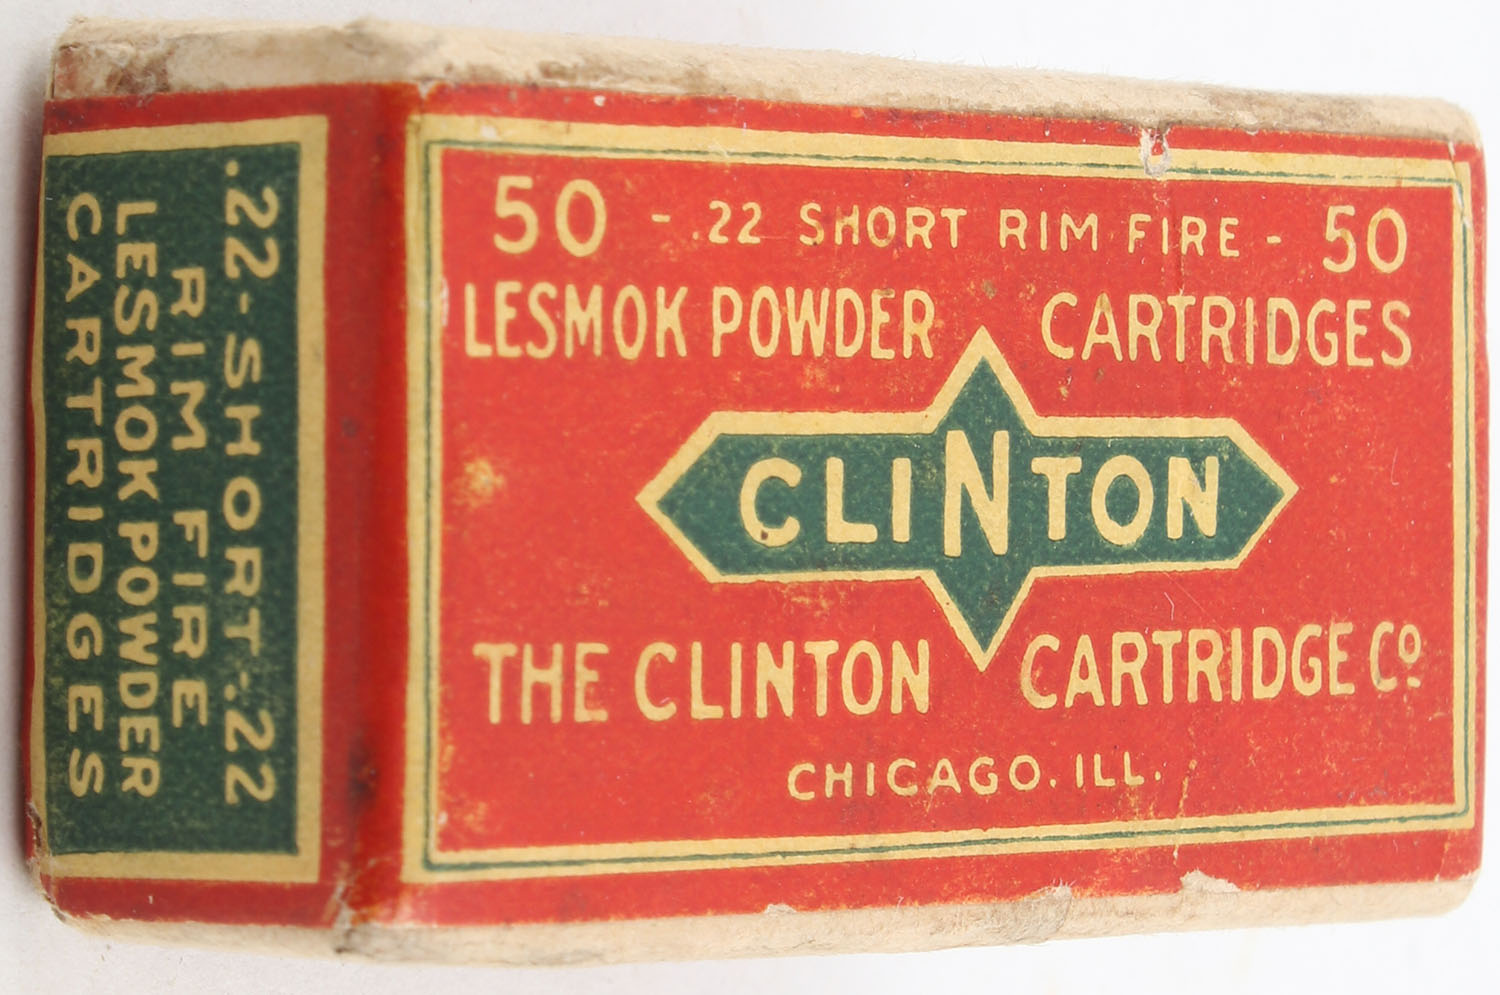 50 - .22 SHORT RIM FIRE - 50
LESMOK POWDER CARTRIDGES
CLINTON
THE CLINTON CARTRIDGE Cº
CHICAGO. ILL.
.22-SHORT-.22
RIM FIRE
LESMOK POWDER
CARTRIDGES